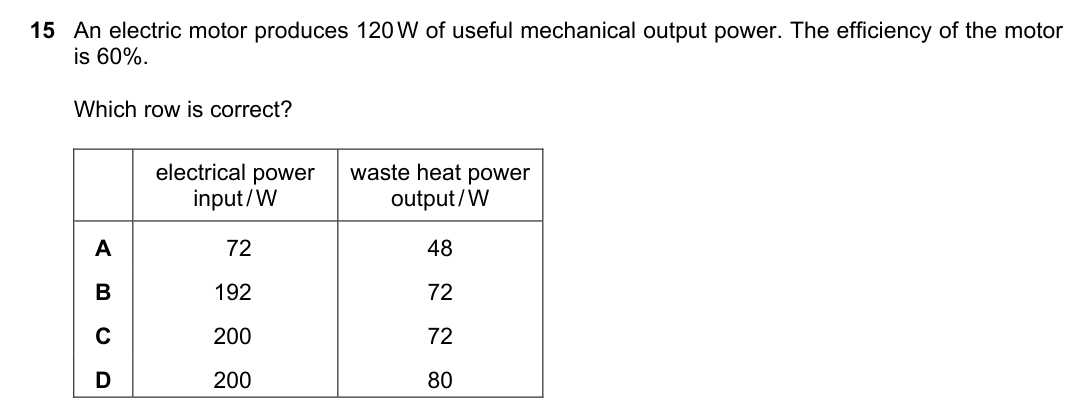 15 An electric motor produces 120 W of useful mechanical output power. The efficiency of the motor
is 60%.
Which row is correct?
electrical power input / W
waste heat power output / W
A 72 48
B 192 72
C 200 72
D 200 80